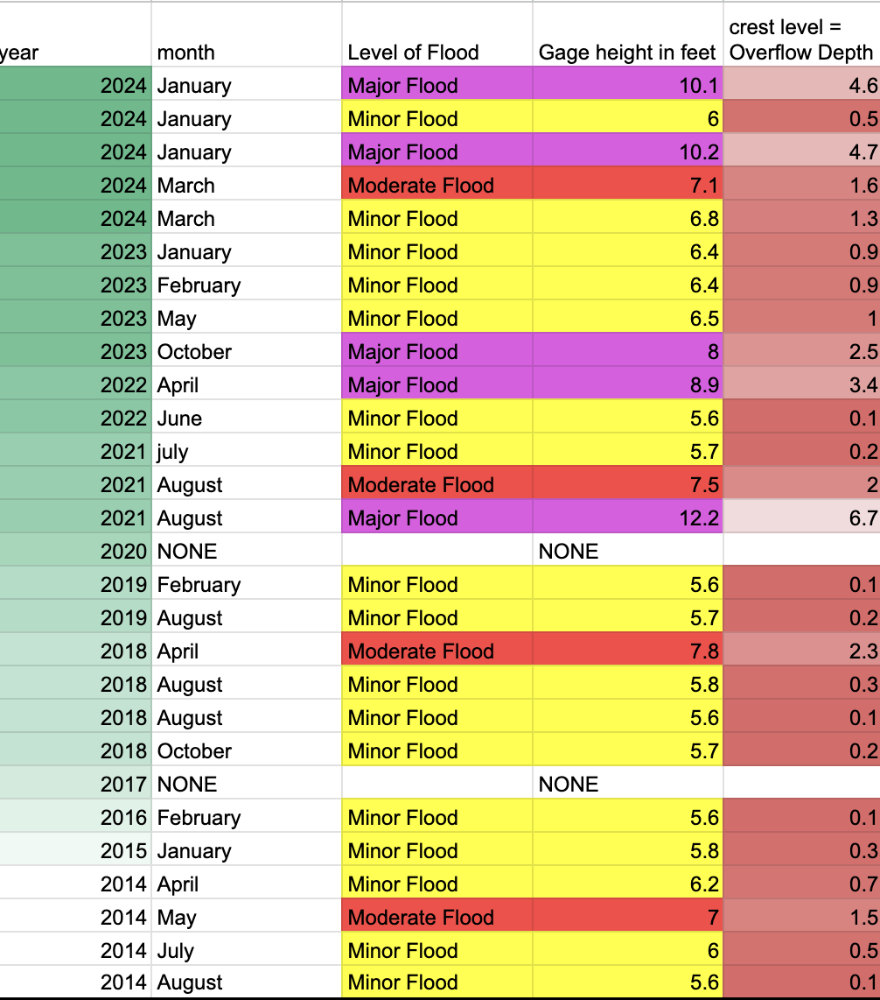 year month Level of Flood Gage height in feet crest level = Overflow Depth
2024 January Major Flood 10.1 4.6
2024 January Minor Flood 6 0.5
2024 January Major Flood 10.2 4.7
2024 March Moderate Flood 7.1 1.6
2024 March Minor Flood 6.8 1.3
2023 January Minor Flood 6.4 0.9
2023 February Minor Flood 6.4 0.9
2023 May Minor Flood 6.5 1
2023 October Major Flood 8 2.5
2022 April Major Flood 8.9 3.4
2022 June Minor Flood 5.6 0.1
2021 july Minor Flood 5.7 0.2
2021 August Moderate Flood 7.5 2
2021 August Major Flood 12.2 6.7
2020 NONE NONE
2019 February Minor Flood 5.6 0.1
2019 August Minor Flood 5.7 0.2
2018 April Moderate Flood 7.8 2.3
2018 August Minor Flood 5.8 0.3
2018 August Minor Flood 5.6 0.1
2018 October Minor Flood 5.7 0.2
2017 NONE NONE
2016 February Minor Flood 5.6 0.1
2015 January Minor Flood 5.8 0.3
2014 April Minor Flood 6.2 0.7
2014 May Moderate Flood 7 1.5
2014 July Minor Flood 6 0.5
2014 August Minor Flood 5.6 0.1